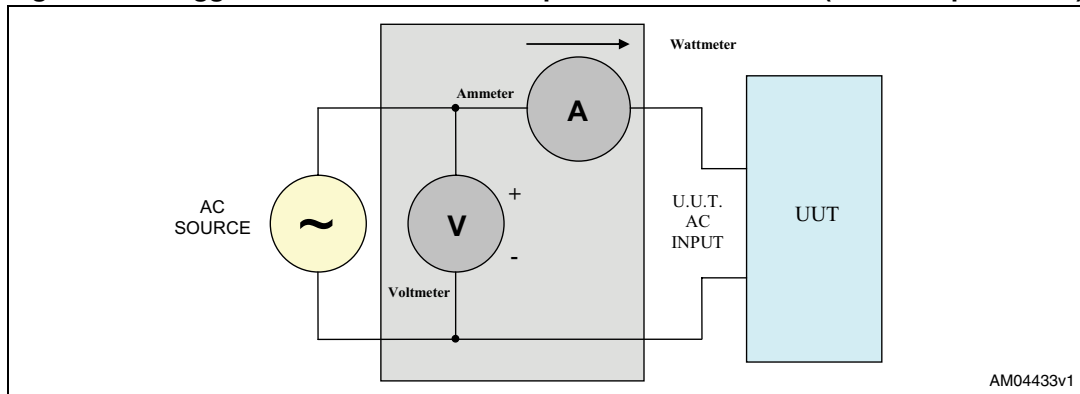 Wattmeter
Ammeter
A
AC
SOURCE
~
V
+
-
U.U.T.
AC
INPUT
UUT
Voltmeter
AM04433v1